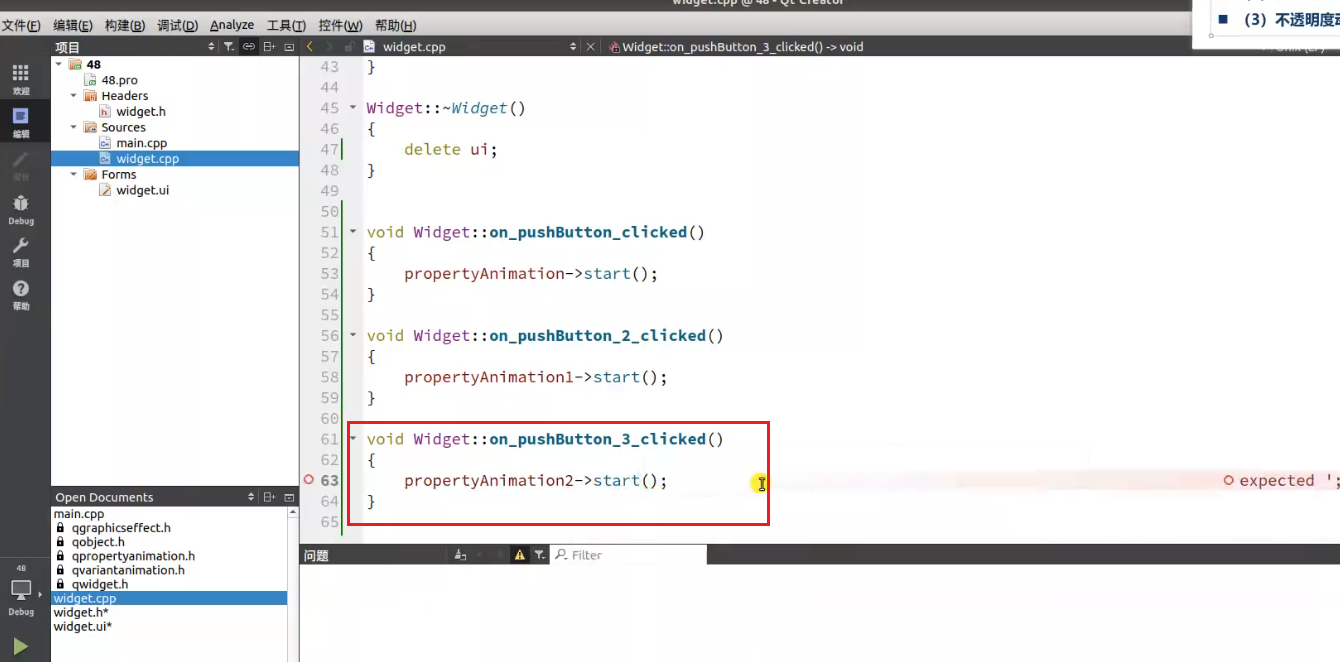 widget.cpp @ 48 - Qt Creator
■ （3）不透明度
文件(F) 编辑(E) 构建(B) 调试(D) Analyze 工具(T) 控件(W) 帮助(H)
项目
widget.cpp
Widget::on_pushButton_3_clicked() -> void
欢迎
编辑
Debug
项目
帮助
48
Debug
48
48.pro
Headers
widget.h
Sources
main.cpp
widget.cpp
Forms
widget.ui
Open Documents
main.cpp
qgraphicseffect.h
qobject.h
qpropertyanimation.h
qvariantanimation.h
qwidget.h
widget.cpp
widget.h*
widget.ui*
43 }
44
45 Widget::~Widget()
46 {
47 delete ui;
48 }
49
50
51 void Widget::on_pushButton_clicked()
52 {
53 propertyAnimation->start();
54 }
55
56 void Widget::on_pushButton_2_clicked()
57 {
58 propertyAnimation1->start();
59 }
60
61 void Widget::on_pushButton_3_clicked()
62 {
63 propertyAnimation2->start(); expected ';
64 }
65
问题 Filter